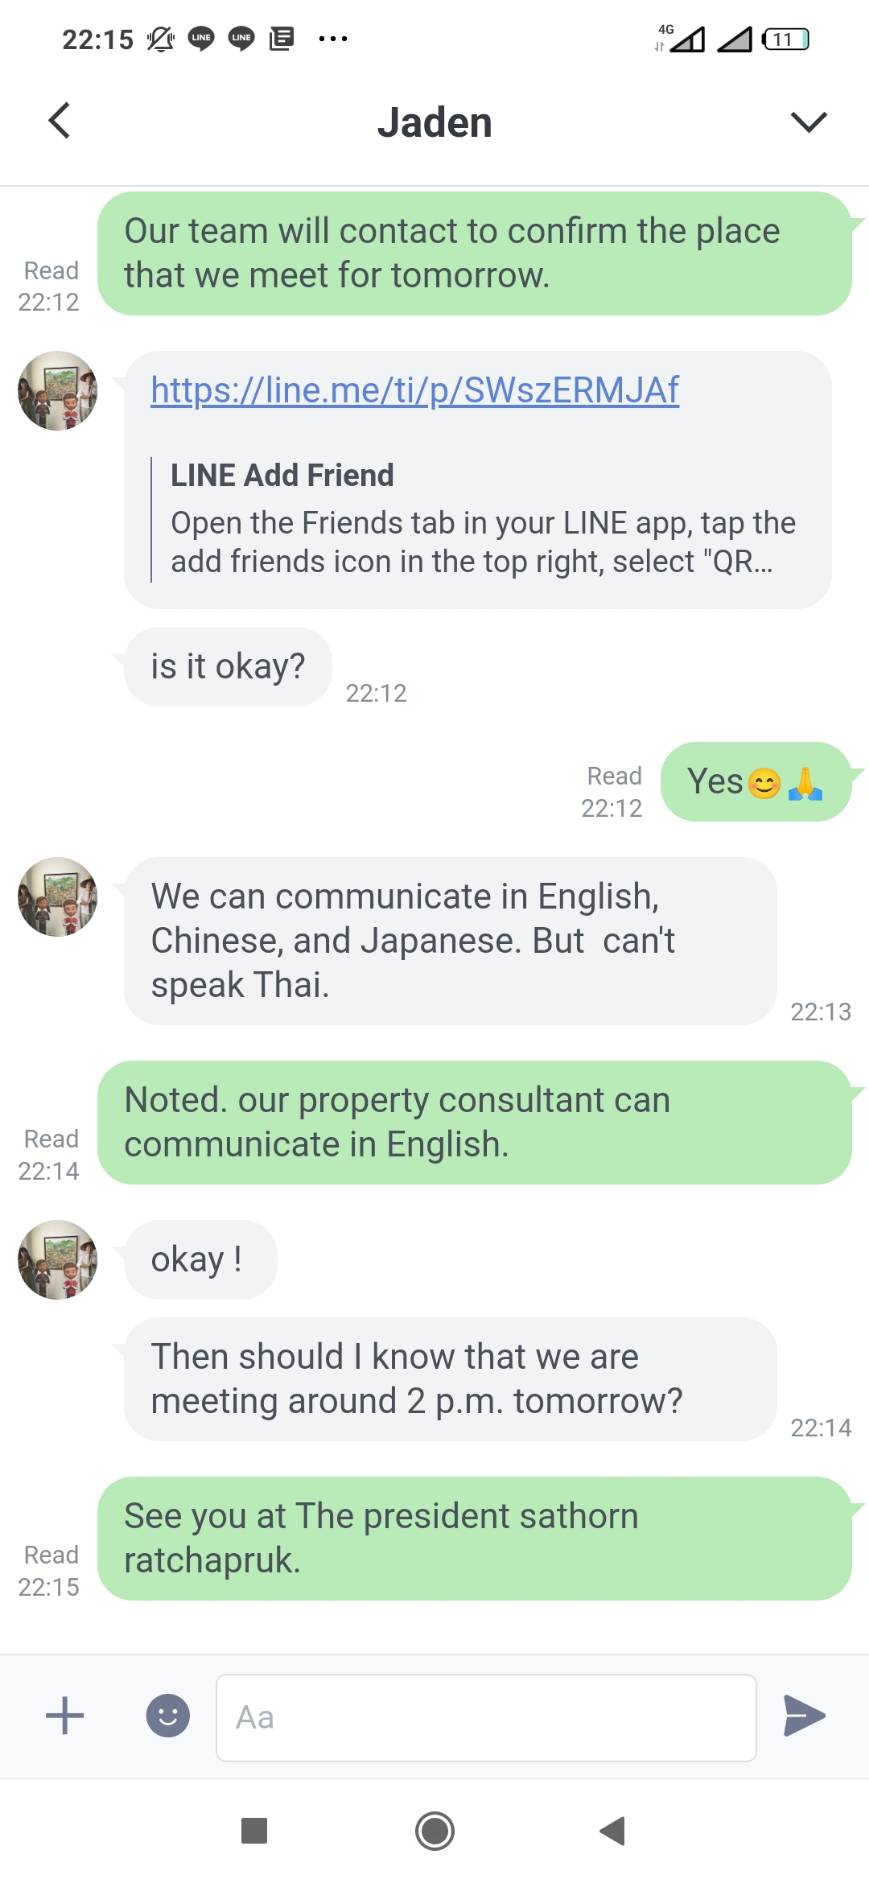 22:15 LINE LINE ... 4G 11
Jaden
Our team will contact to confirm the place
that we meet for tomorrow.
Read
22:12
https://line.me/ti/p/SWszERMJAf
LINE Add Friend
Open the Friends tab in your LINE app, tap the
add friends icon in the top right, select "QR...
is it okay?
22:12
Yes😊🙏
Read
22:12
We can communicate in English,
Chinese, and Japanese. But  can't
speak Thai.
22:13
Noted. our property consultant can
communicate in English.
Read
22:14
okay !
Then should I know that we are
meeting around 2 p.m. tomorrow?
22:14
See you at The president sathorn
ratchapruk.
Read
22:15
Aa